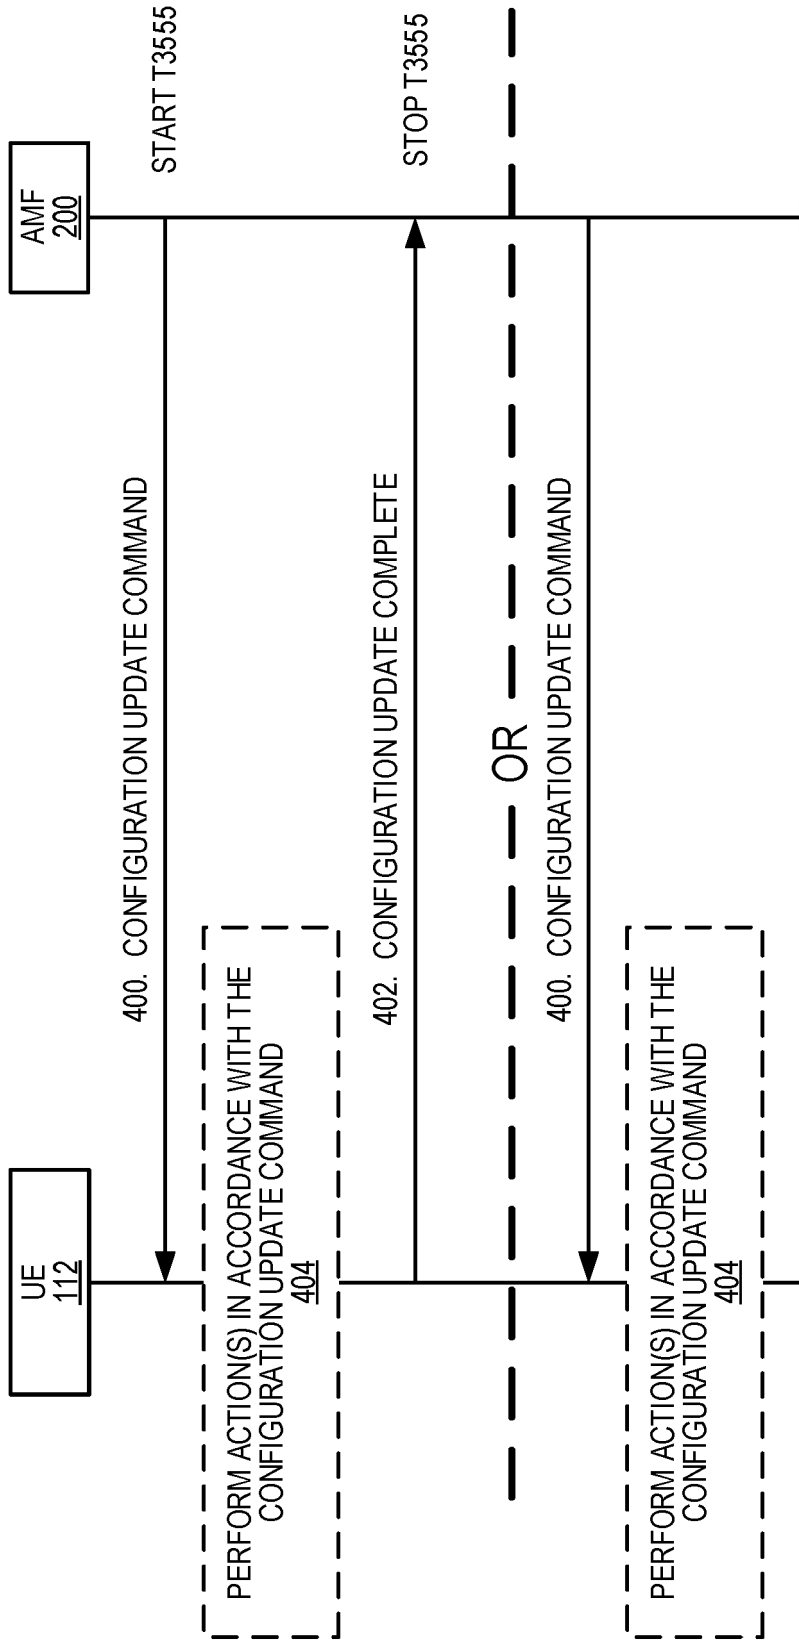 UE
112
AMF
200
400. CONFIGURATION UPDATE COMMAND
START T3555
PERFORM ACTION(S) IN ACCORDANCE WITH THE
CONFIGURATION UPDATE COMMAND
404
402. CONFIGURATION UPDATE COMPLETE
STOP T3555
OR
400. CONFIGURATION UPDATE COMMAND
PERFORM ACTION(S) IN ACCORDANCE WITH THE
CONFIGURATION UPDATE COMMAND
404